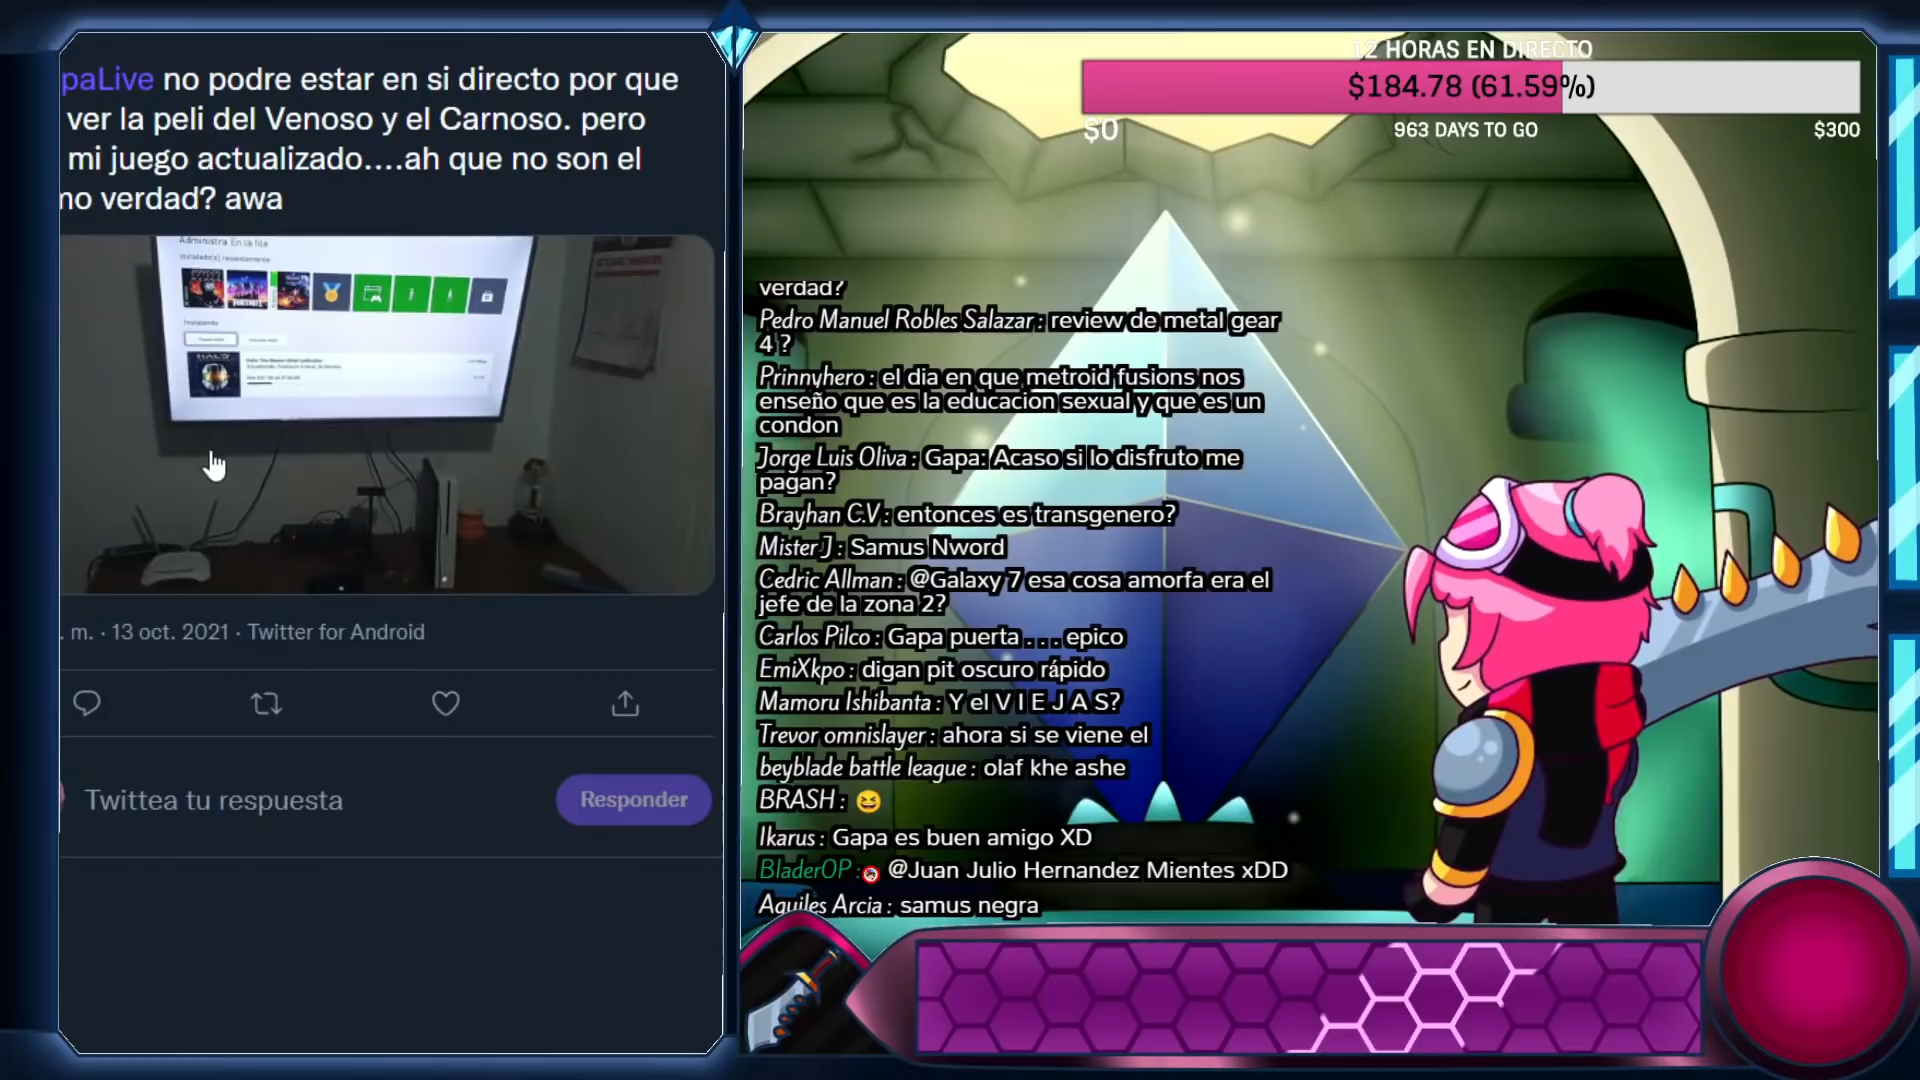 paLive no podre estar en si directo por que
ver la peli del Venoso y el Carnoso. pero
mi juego actualizado....ah que no son el
no verdad? awa
Administra En la fila
HALO
. m. · 13 oct. 2021 · Twitter for Android
Twittea tu respuesta
Responder
12 HORAS EN DIRECTO
$184.78 (61.59%)
$0
963 DAYS TO GO
$300
verdad?
Pedro Manuel Robles Salazar : review de metal gear
4 ?
Prinnyhero : el dia en que metroid fusions nos
enseño que es la educacion sexual y que es un
condon
Jorge Luis Oliva : Gapa: Acaso si lo disfruto me
pagan?
Brayhan C.V : entonces es transgenero?
Mister J : Samus Nword
Cedric Allman : @Galaxy 7 esa cosa amorfa era el
jefe de la zona 2?
Carlos Pilco : Gapa puerta . . . epico
EmiXkpo : digan pit oscuro rápido
Mamoru Ishibanta : Y el V I E J A S?
Trevor omnislayer : ahora si se viene el
beyblade battle league : olaf khe ashe
BRASH : 😆
Ikarus : Gapa es buen amigo XD
BladerOP : @Juan Julio Hernandez Mientes xDD
Aquiles Arcia : samus negra